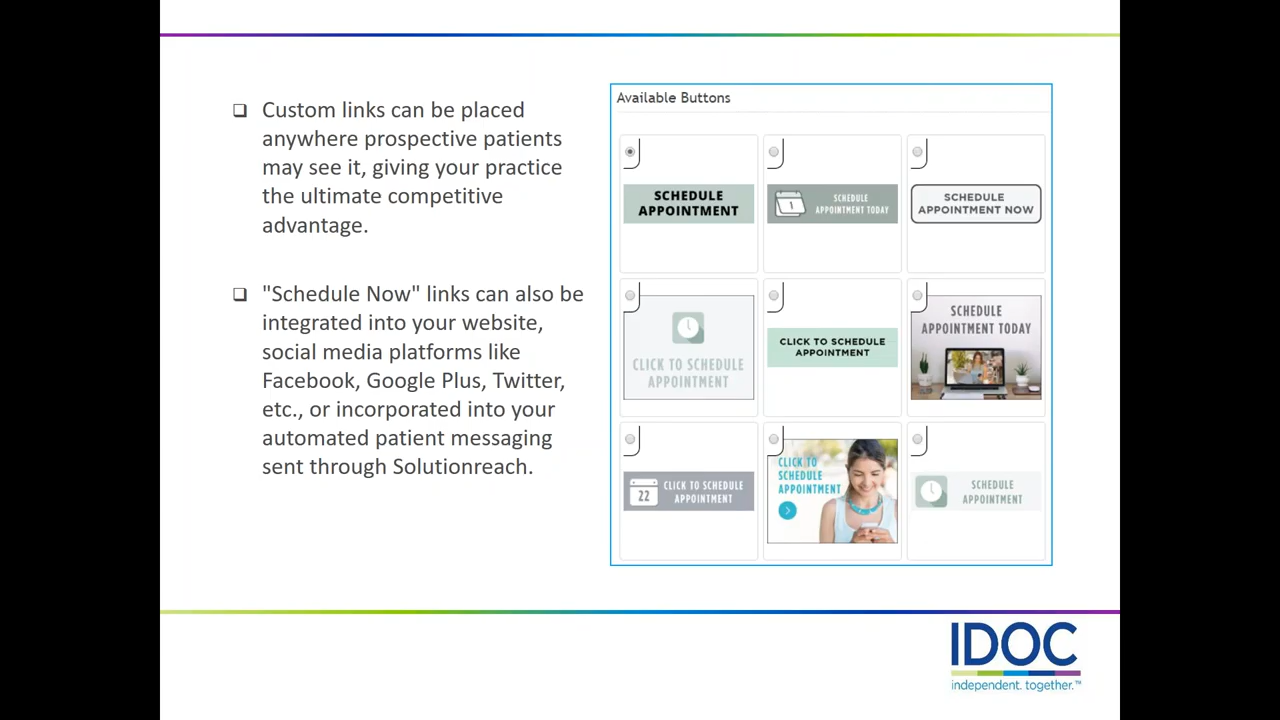 Custom links can be placed
anywhere prospective patients
may see it, giving your practice
the ultimate competitive
advantage.
"Schedule Now" links can also be
integrated into your website,
social media platforms like
Facebook, Google Plus, Twitter,
etc., or incorporated into your
automated patient messaging
sent through Solutionreach.
Available Buttons
SCHEDULE
APPOINTMENT
1
SCHEDULE
APPOINTMENT TODAY
SCHEDULE
APPOINTMENT NOW
CLICK TO SCHEDULE
APPOINTMENT
CLICK TO SCHEDULE
APPOINTMENT
SCHEDULE
APPOINTMENT TODAY
22
CLICK TO SCHEDULE
APPOINTMENT
CLICK TO
SCHEDULE
APPOINTMENT
SCHEDULE
APPOINTMENT
IDOC
independent. together.™